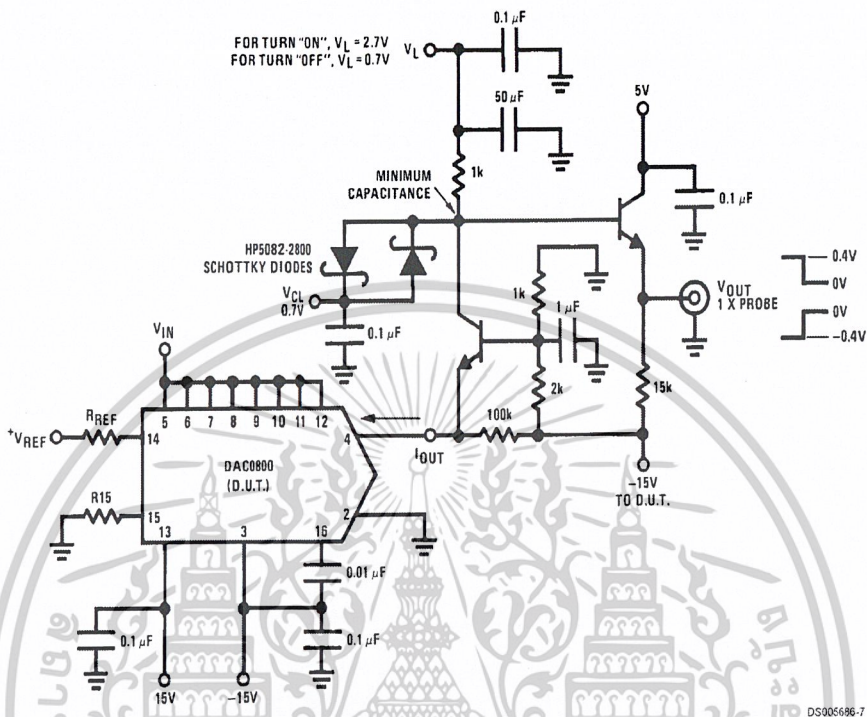 0.1 µF
FOR TURN "ON", VL = 2.7V
FOR TURN "OFF", VL = 0.7V
VL
50 µF
5V
1k
MINIMUM
CAPACITANCE
0.1 µF
HP5082-2800
SCHOTTKY DIODES
VCL
0.7V
0.1 µF
1k
1 µF
2k
VOUT
1 X PROBE
0.4V
0V
0V
-0.4V
15k
VIN
5 6 7 8 9 10 11 12
RREF
+VREF
14
4
DAC0800
(D.U.T.)
IOUT
100k
-15V
TO D.U.T.
R15
15
2
13
3
16
0.01 µF
0.1 µF
0.1 µF
15V
-15V
DS005686-7